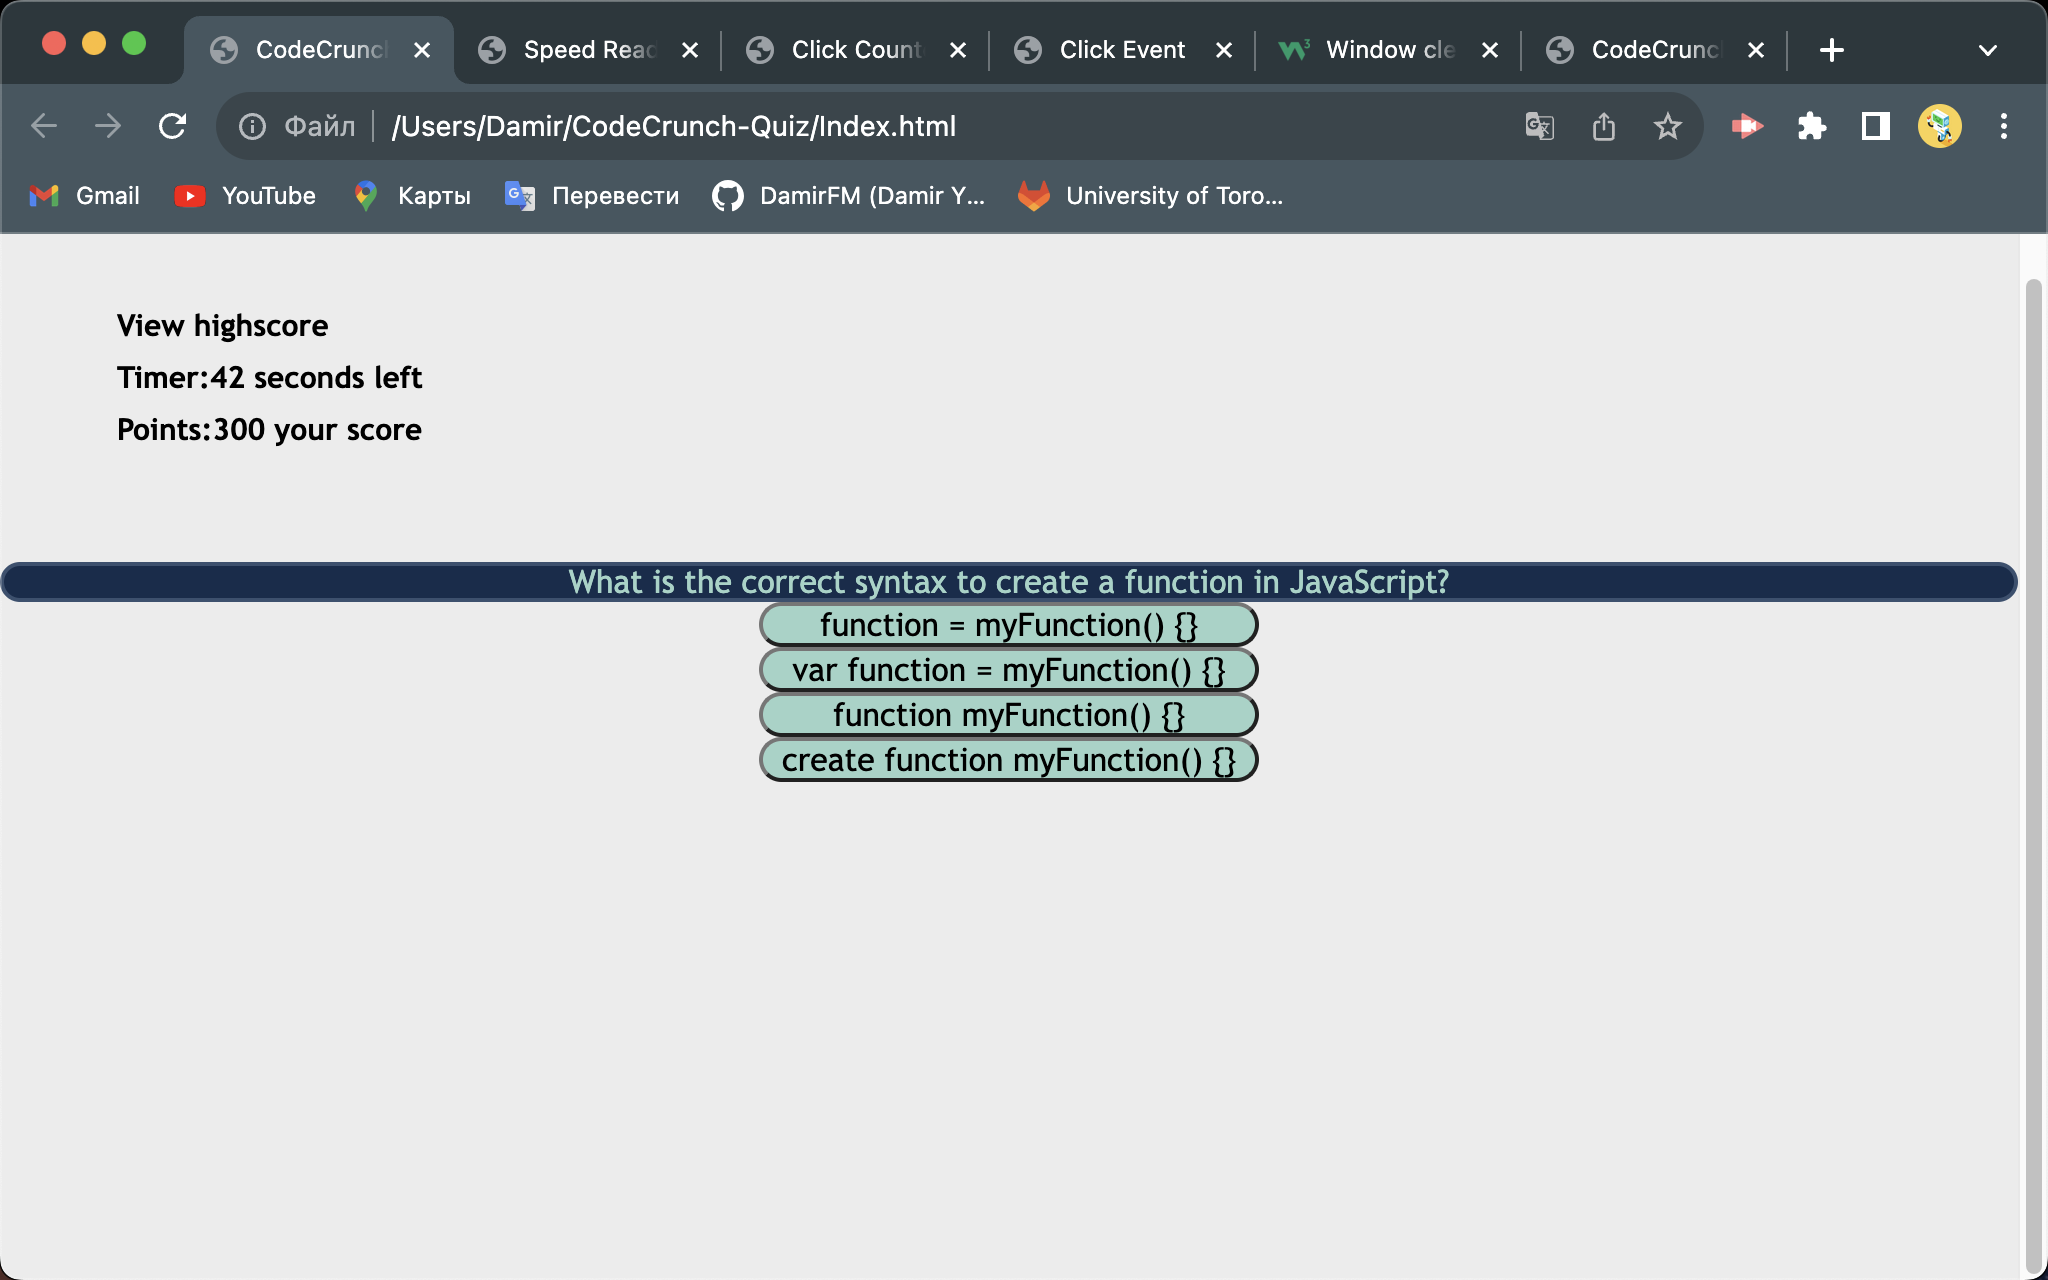 CodeCrunch
Speed Read
Click Count
Click Event
Window cle
CodeCrunc
Файл
/Users/Damir/CodeCrunch-Quiz/Index.html
Gmail
YouTube
Карты
Перевести
DamirFM (Damir Y...
University of Toro...
View highscore
Timer:42 seconds left
Points:300 your score
What is the correct syntax to create a function in JavaScript?
function = myFunction() {}
var function = myFunction() {}
function myFunction() {}
create function myFunction() {}